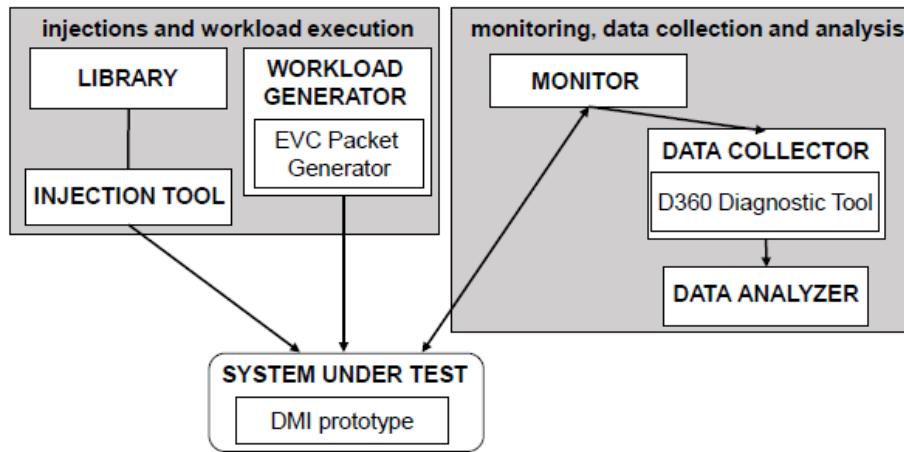 injections and workload execution
LIBRARY
WORKLOAD
GENERATOR
EVC Packet
Generator
INJECTION TOOL
monitoring, data collection and analysis
MONITOR
DATA COLLECTOR
D360 Diagnostic Tool
DATA ANALYZER
SYSTEM UNDER TEST
DMI prototype